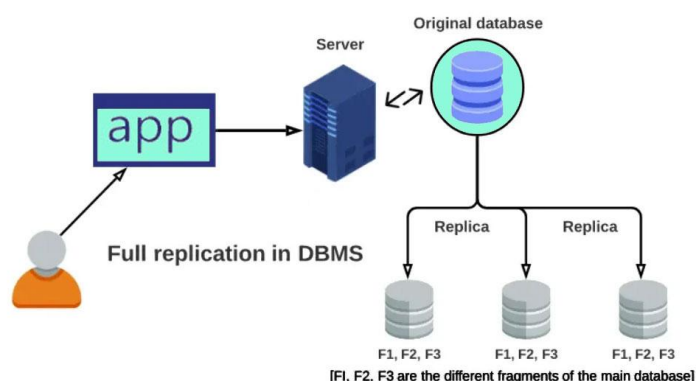 Original database
Server
app
Replica
Replica
Full replication in DBMS
F1, F2, F3
F1, F2, F3
F1, F2, F3
[FI, F2, F3 are the different fragments of the main database]